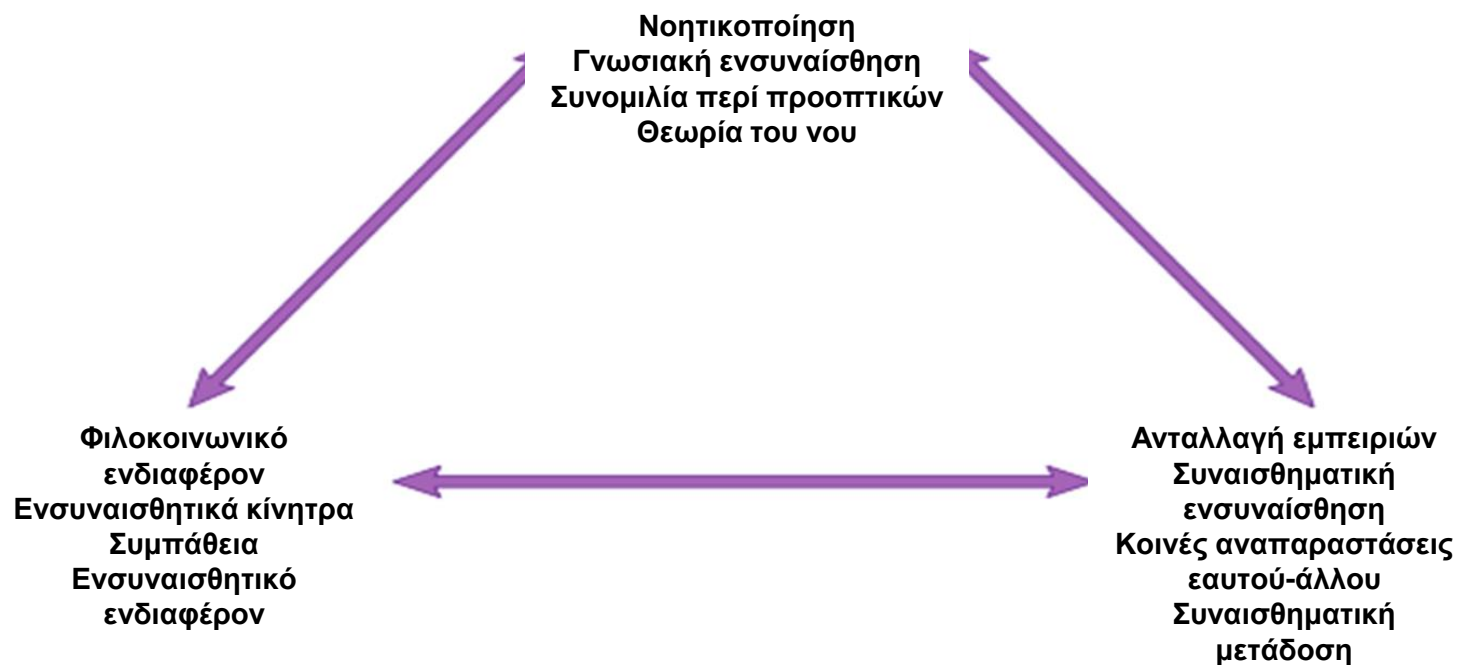 Νοητικοποίηση
Γνωσιακή ενσυναίσθηση
Συνομιλία περί προοπτικών
Θεωρία του νου
Φιλοκοινωνικό
ενδιαφέρον
Ενσυναισθητικά κίνητρα
Συμπάθεια
Ενσυναισθητικό
ενδιαφέρον
Ανταλλαγή εμπειριών
Συναισθηματική
ενσυναίσθηση
Κοινές αναπαραστάσεις
εαυτού-άλλου
Συναισθηματική
μετάδοση